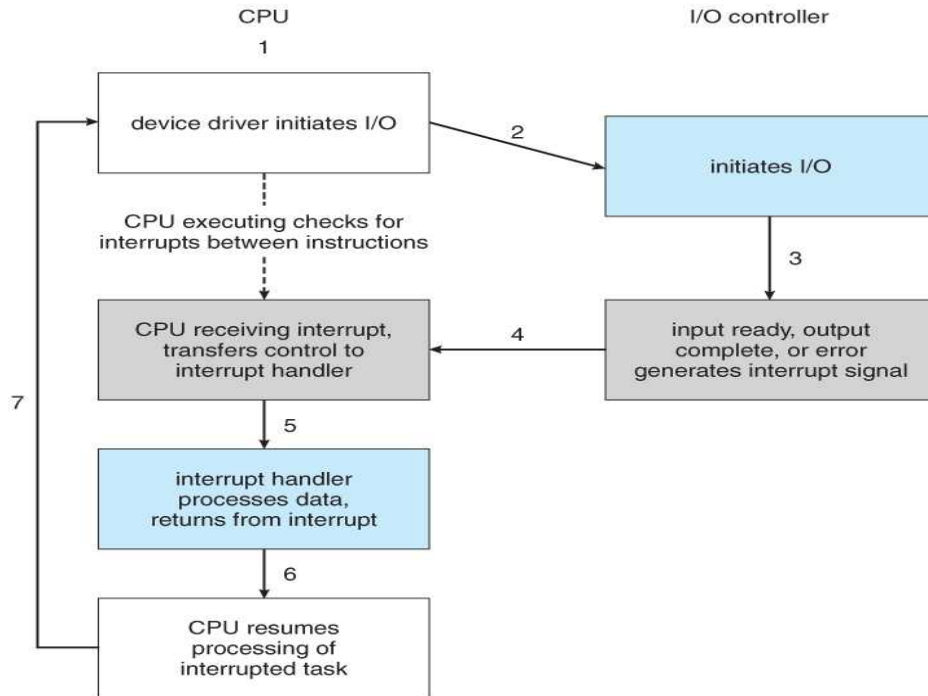 CPU
I/O controller
1
device driver initiates I/O
2
initiates I/O
CPU executing checks for
interrupts between instructions
3
CPU receiving interrupt,
transfers control to
interrupt handler
4
input ready, output
complete, or error
generates interrupt signal
7
5
interrupt handler
processes data,
returns from interrupt
6
CPU resumes
processing of
interrupted task